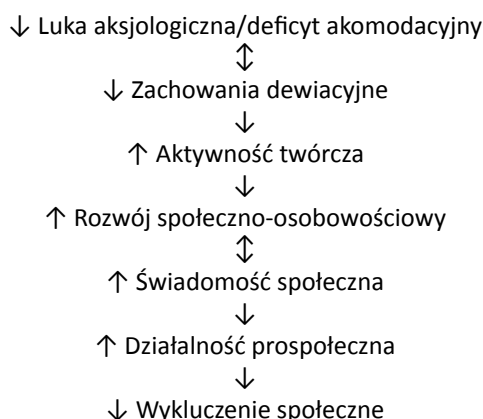 ↓ Luka aksjologiczna/deficyt akomodacyjny
↕
↓ Zachowania dewiacyjne
↓
↑ Aktywność twórcza
↓
↑ Rozwój społeczno-osobowościowy
↕
↑ Świadomość społeczna
↓
↑ Działalność prospołeczna
↓
↓ Wykluczenie społeczne